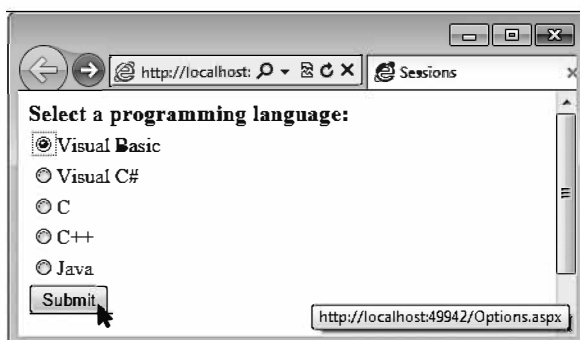 http://localhost:
Sessions
Select a programming language:
Visual Basic
Visual C#
C
C++
Java
Submit
http://localhost:49942/Options.aspx